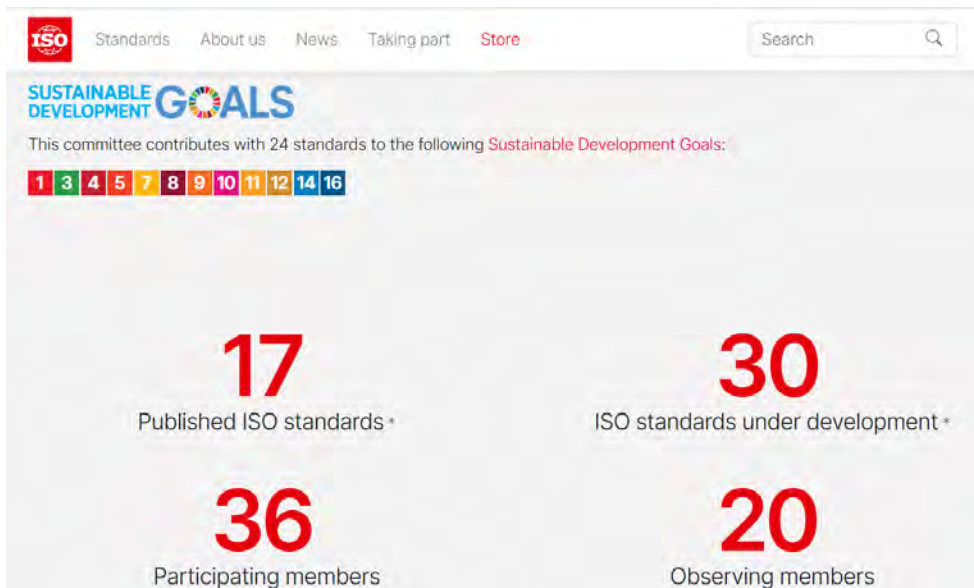 ISO Standards About us News Taking part Store Search
SUSTAINABLE
DEVELOPMENT GOALS
This committee contributes with 24 standards to the following Sustainable Development Goals:
1 3 4 5 7 8 9 10 11 12 14 16
17 30
Published ISO standards * ISO standards under development *
36 20
Participating members Observing members